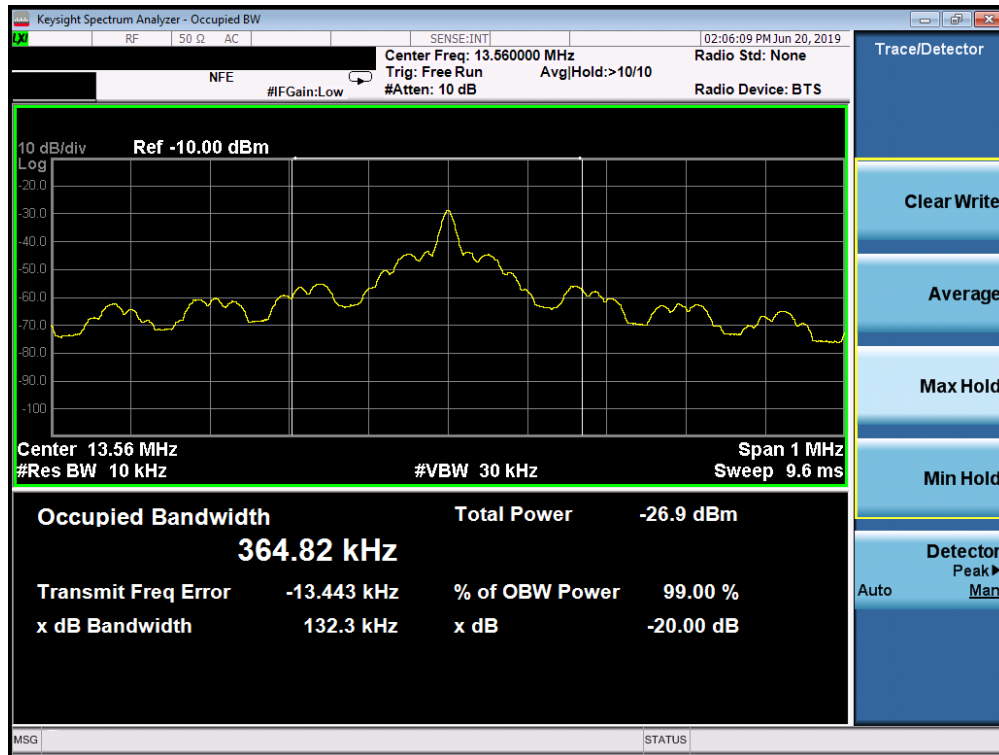 Keysight Spectrum Analyzer - Occupied BW
LXI RF 50 Ω AC SENSE:INT 02:06:09 PM Jun 20, 2019
Center Freq: 13.560000 MHz Radio Std: None
NFE Trig: Free Run Avg|Hold:>10/10
#IFGain:Low #Atten: 10 dB Radio Device: BTS
10 dB/div Ref -10.00 dBm
Log
-20.0
-30.0
-40.0
-50.0
-60.0
-70.0
-80.0
-90.0
-100
Center 13.56 MHz Span 1 MHz
#Res BW 10 kHz #VBW 30 kHz Sweep 9.6 ms
Occupied Bandwidth Total Power -26.9 dBm
364.82 kHz
Transmit Freq Error -13.443 kHz % of OBW Power 99.00 %
x dB Bandwidth 132.3 kHz x dB -20.00 dB
MSG STATUS
Trace/Detector
Clear Write
Average
Max Hold
Min Hold
Detector
Peak▶
Auto Man